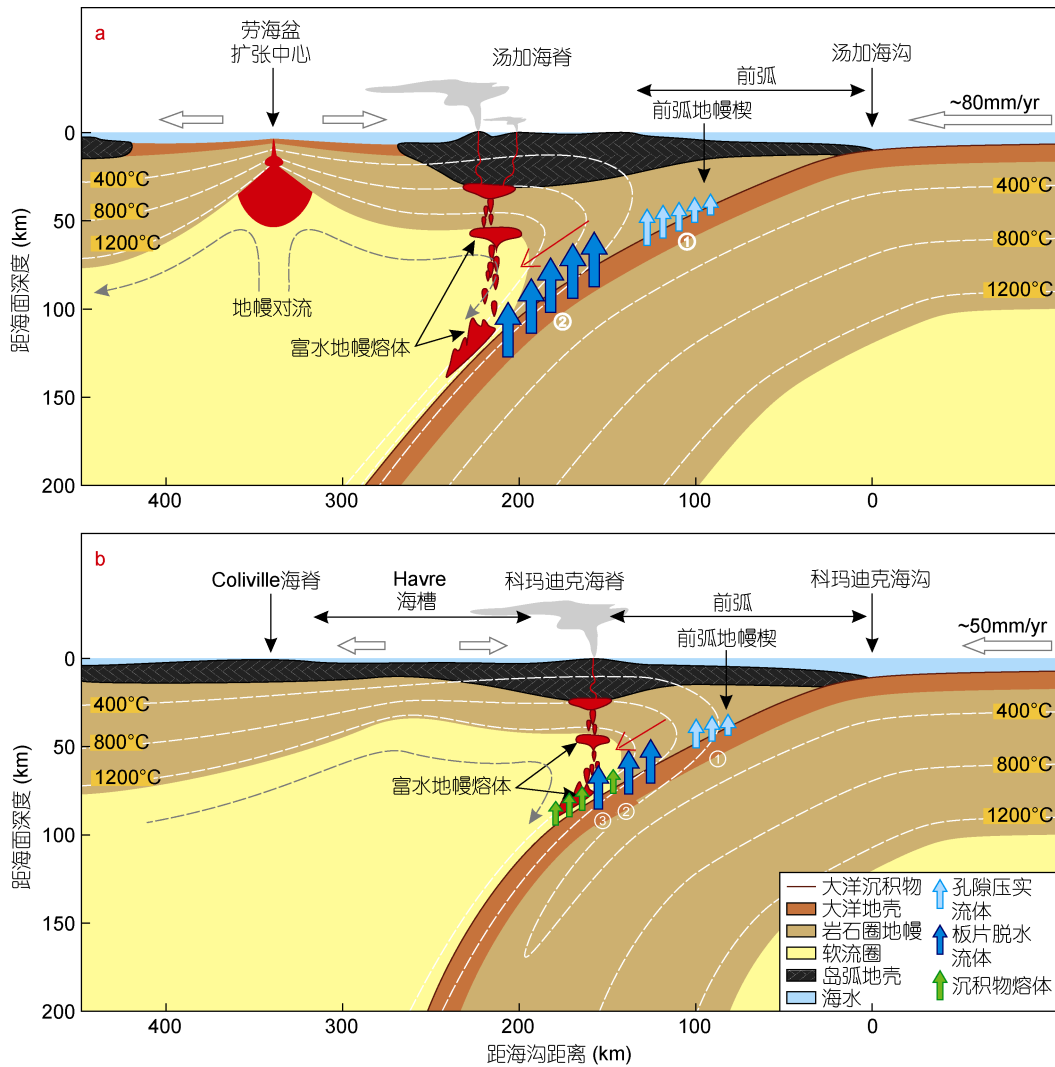 a
劳海盆
扩张中心
汤加海脊
汤加海沟
前弧
前弧地幔楔
~80mm/yr
0
50
100
150
200
距海面深度 (km)
400°C
800°C
1200°C
400°C
800°C
1200°C
①
②
地幔对流
富水地幔熔体
400
300
200
100
0
b
Coliville海脊
Havre
海槽
科玛迪克海脊
科玛迪克海沟
前弧
前弧地幔楔
~50mm/yr
0
50
100
150
200
距海面深度 (km)
400°C
800°C
1200°C
400°C
800°C
1200°C
富水地幔熔体
①
②
③
大洋沉积物
大洋地壳
岩石圈地幔
软流圈
岛弧地壳
海水
孔隙压实
流体
板片脱水
流体
沉积物熔体
400
300
200
100
0
距海沟距离 (km)